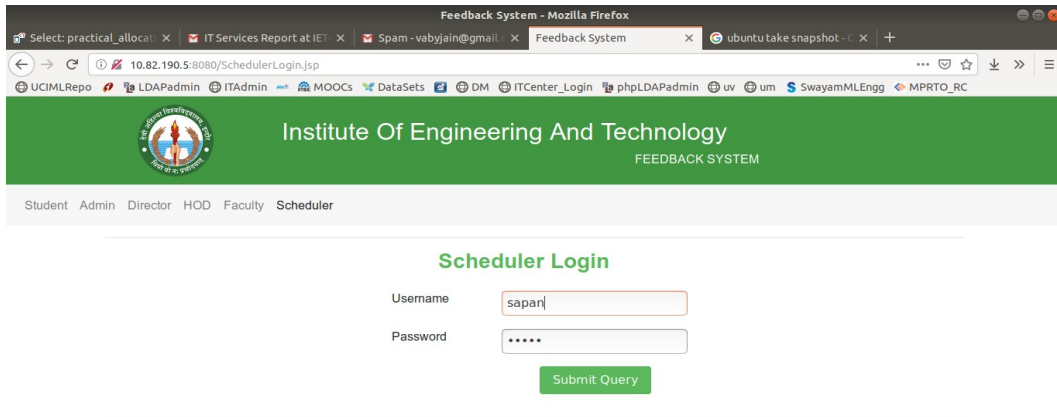 Feedback System - Mozilla Firefox
Select: practical_allocati
IT Services Report at IET-
Spam - vabyjain@gmail.c
Feedback System
ubuntu take snapshot - G
10.82.190.5:8080/SchedulerLogin.jsp
UCIMLRepo LDAPadmin ITAdmin MOOCs DataSets DM ITCenter_Login phpLDAPadmin uv um SwayamMLEngg MPRTO_RC
Institute Of Engineering And Technology
FEEDBACK SYSTEM
Student Admin Director HOD Faculty Scheduler
Scheduler Login
Username sapan
Password •••••
Submit Query